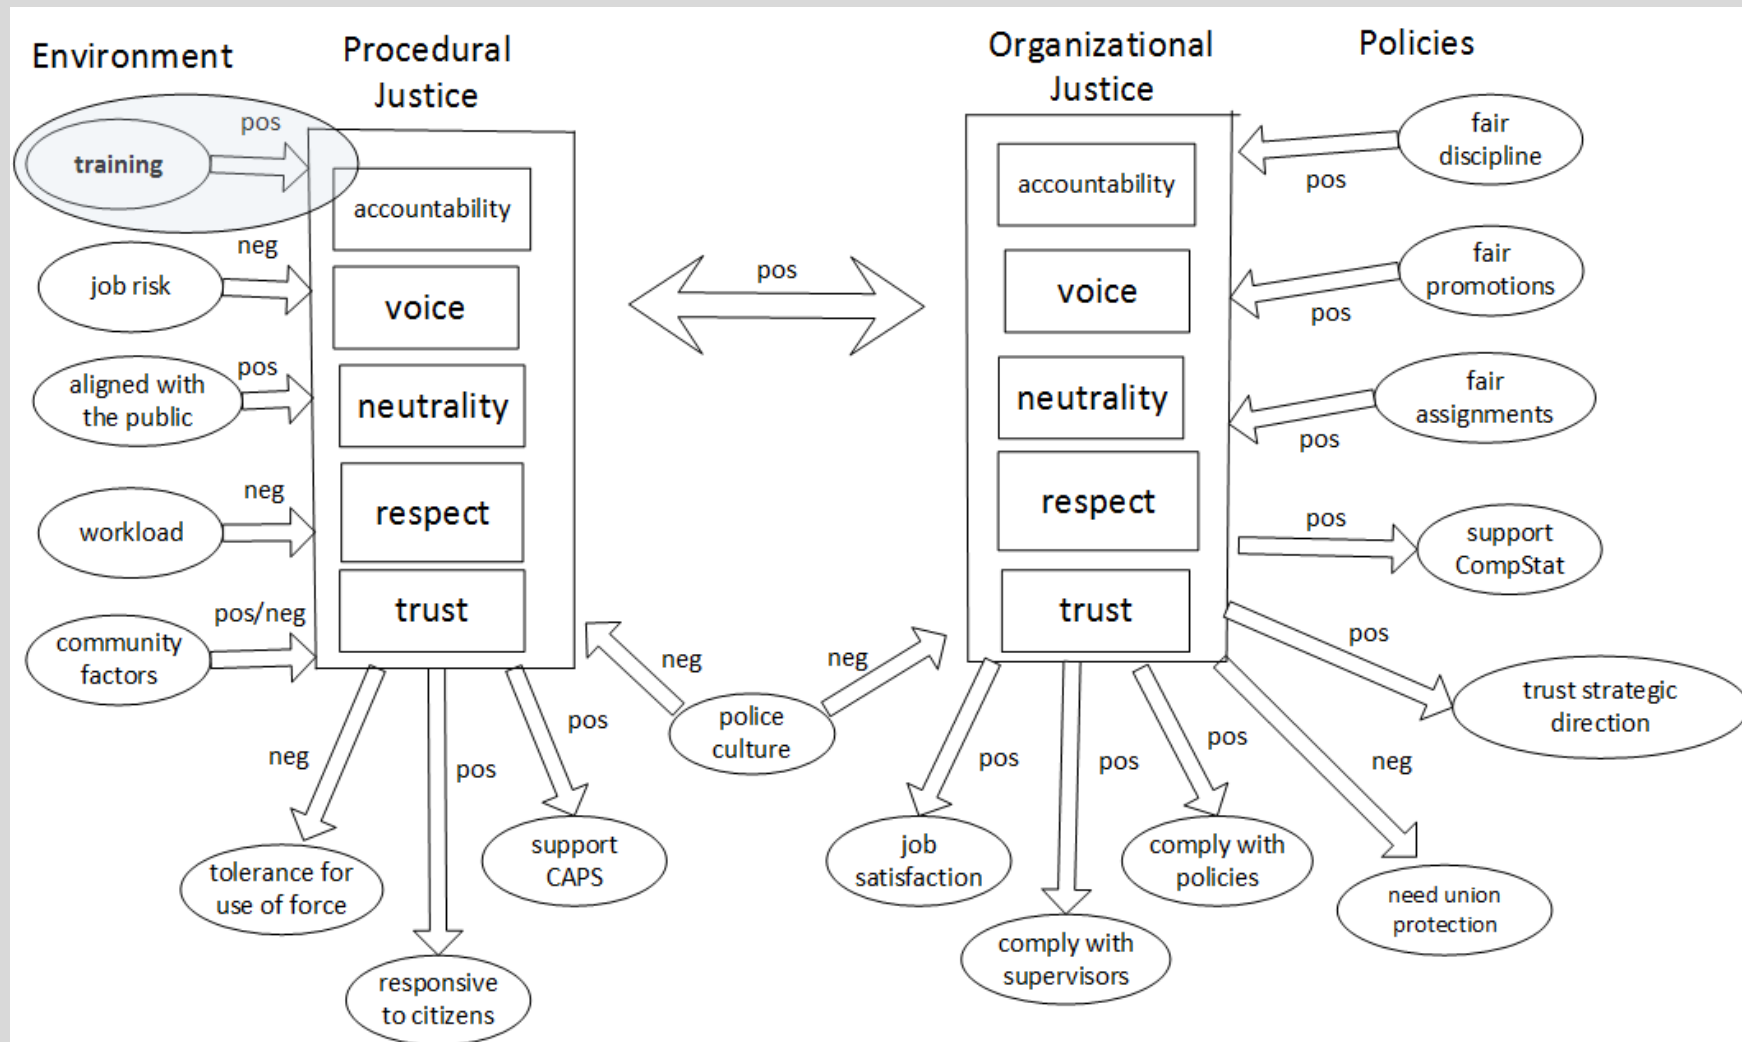 Environment
Procedural
Justice
Organizational
Justice
Policies
pos
training
neg
job risk
pos
aligned with
the public
neg
workload
pos/neg
community
factors
accountability
voice
neutrality
respect
trust
pos
accountability
voice
neutrality
respect
trust
fair
discipline
pos
fair
promotions
pos
fair
assignments
pos
pos
support
CompStat
pos
trust strategic
direction
neg
need union
protection
neg
neg
police
culture
neg
tolerance for
use of force
pos
responsive
to citizens
pos
support
CAPS
pos
job
satisfaction
pos
comply with
supervisors
pos
comply with
policies